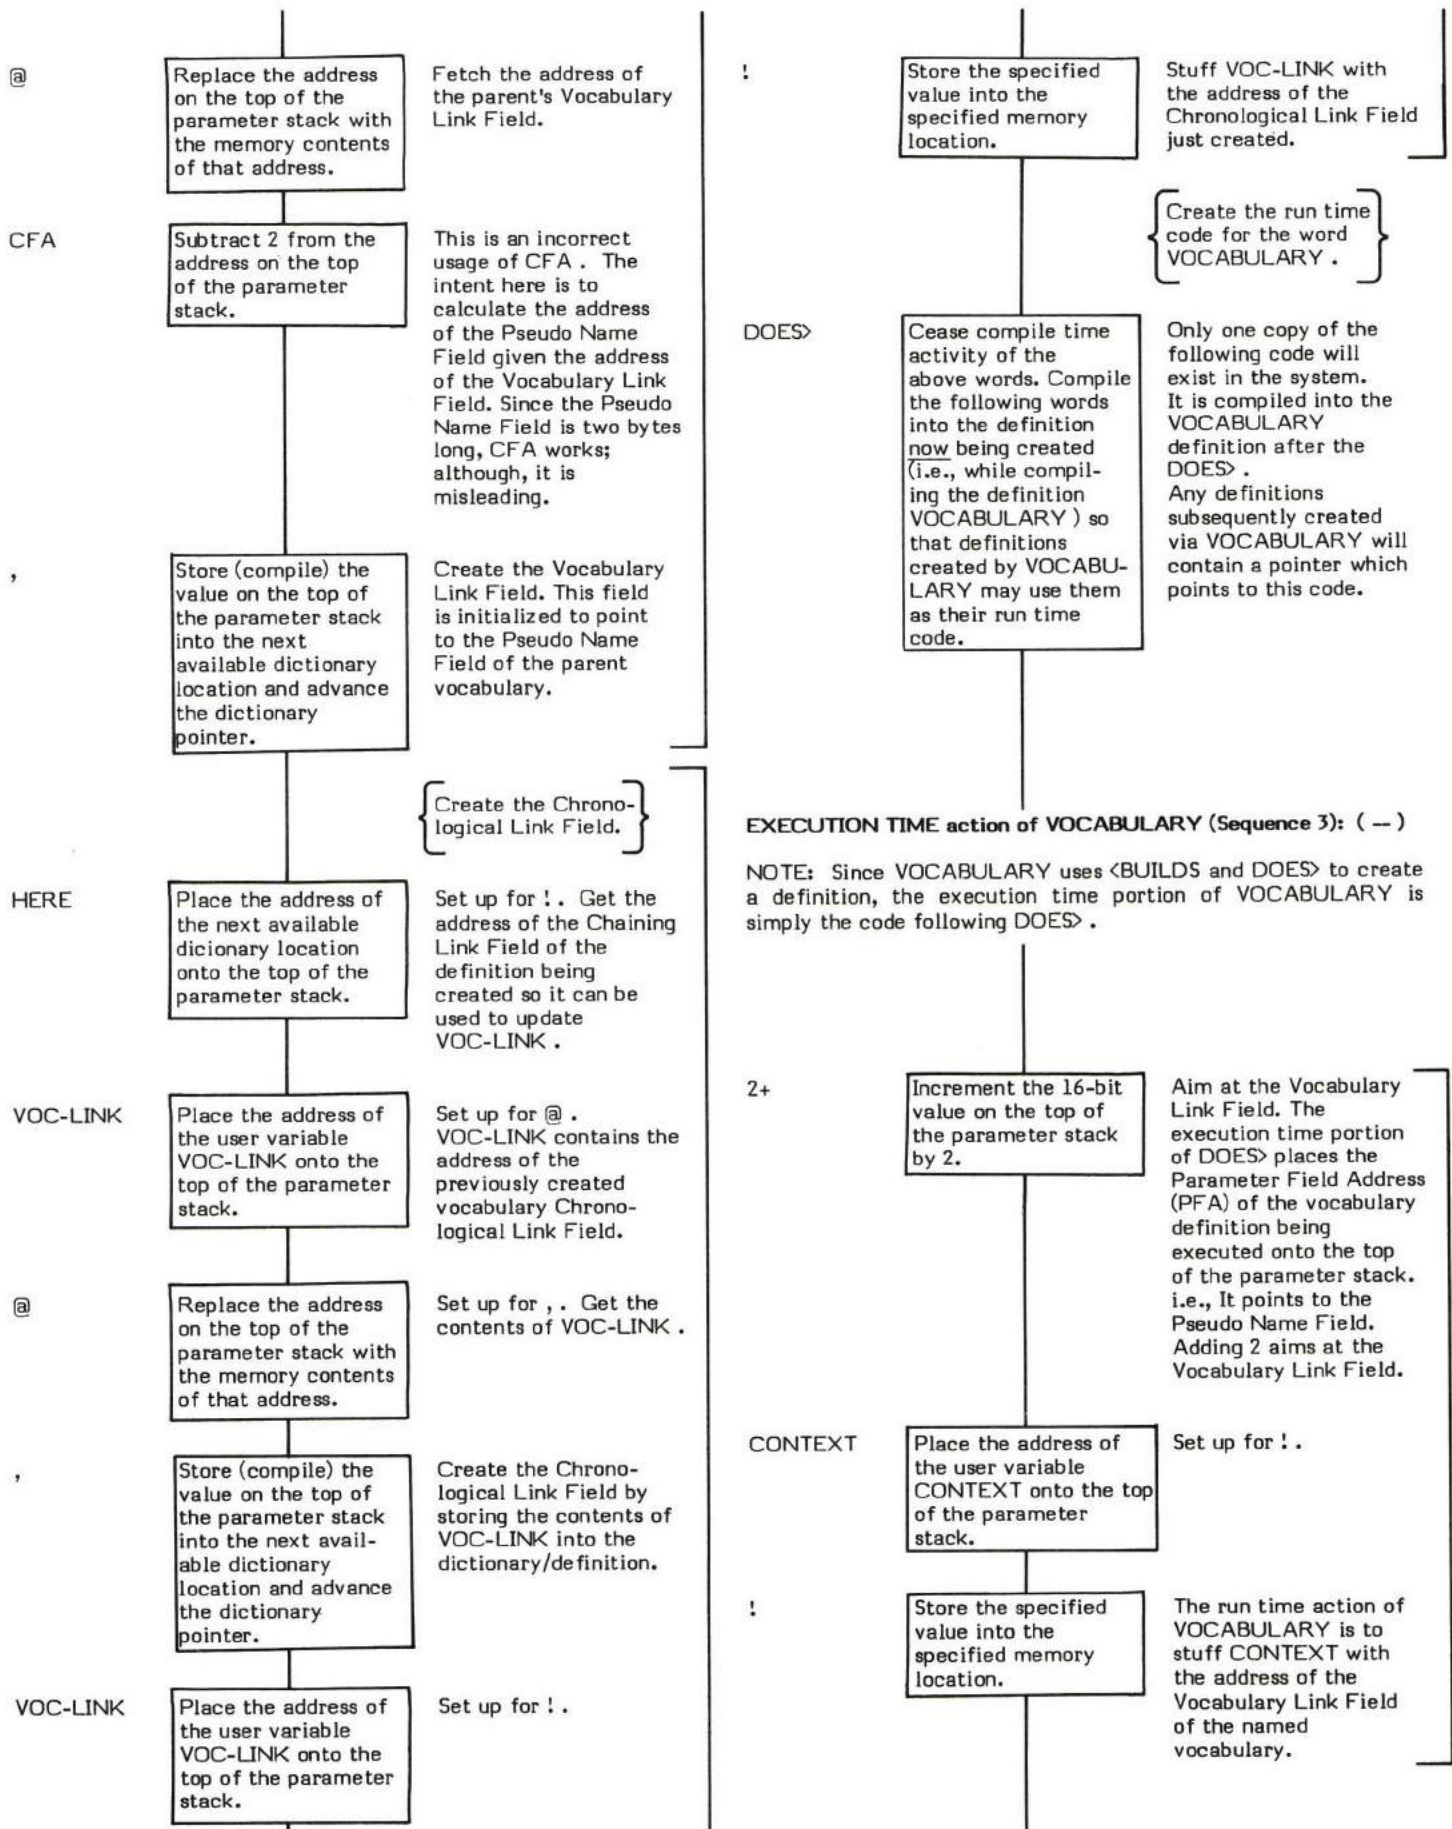 @
Replace the address
on the top of the
parameter stack with
the memory contents
of that address.
Fetch the address of
the parent's Vocabulary
Link Field.
CFA
Subtract 2 from the
address on the top
of the parameter
stack.
This is an incorrect
usage of CFA . The
intent here is to
calculate the address
of the Pseudo Name
Field given the address
of the Vocabulary Link
Field. Since the Pseudo
Name Field is two bytes
long, CFA works;
although, it is
misleading.
,
Store (compile) the
value on the top of
the parameter stack
into the next
available dictionary
location and advance
the dictionary
pointer.
Create the Vocabulary
Link Field. This field
is initialized to point
to the Pseudo Name
Field of the parent
vocabulary.
Create the Chrono-
logical Link Field.
HERE
Place the address of
the next available
dicionary location
onto the top of the
parameter stack.
Set up for ! . Get the
address of the Chaining
Link Field of the
definition being
created so it can be
used to update
VOC-LINK .
VOC-LINK
Place the address of
the user variable
VOC-LINK onto the
top of the parameter
stack.
Set up for @ .
VOC-LINK contains the
address of the
previously created
vocabulary Chrono-
logical Link Field.
@
Replace the address
on the top of the
parameter stack with
the memory contents
of that address.
Set up for , . Get the
contents of VOC-LINK .
,
Store (compile) the
value on the top of
the parameter stack
into the next avail-
able dictionary
location and advance
the dictionary
pointer.
Create the Chrono-
logical Link Field by
storing the contents of
VOC-LINK into the
dictionary/definition.
VOC-LINK
Place the address of
the user variable
VOC-LINK onto the
top of the parameter
stack.
Set up for ! .
!
Store the specified
value into the
specified memory
location.
Stuff VOC-LINK with
the address of the
Chronological Link Field
just created.
Create the run time
code for the word
VOCABULARY .
DOES>
Cease compile time
activity of the
above words. Compile
the following words
into the definition
now being created
(i.e., while compil-
ing the definition
VOCABULARY ) so
that definitions
created by VOCABU-
LARY may use them
as their run time
code.
Only one copy of the
following code will
exist in the system.
It is compiled into the
VOCABULARY
definition after the
DOES> .
Any definitions
subsequently created
via VOCABULARY will
contain a pointer which
points to this code.
EXECUTION TIME action of VOCABULARY (Sequence 3): ( -- )
NOTE: Since VOCABULARY uses <BUILDS and DOES> to create
a definition, the execution time portion of VOCABULARY is
simply the code following DOES> .
2+
Increment the 16-bit
value on the top of
the parameter stack
by 2.
Aim at the Vocabulary
Link Field. The
execution time portion
of DOES> places the
Parameter Field Address
(PFA) of the vocabulary
definition being
executed onto the top
of the parameter stack.
i.e., It points to the
Pseudo Name Field.
Adding 2 aims at the
Vocabulary Link Field.
CONTEXT
Place the address of
the user variable
CONTEXT onto the top
of the parameter
stack.
Set up for ! .
!
Store the specified
value into the
specified memory
location.
The run time action of
VOCABULARY is to
stuff CONTEXT with
the address of the
Vocabulary Link Field
of the named
vocabulary.